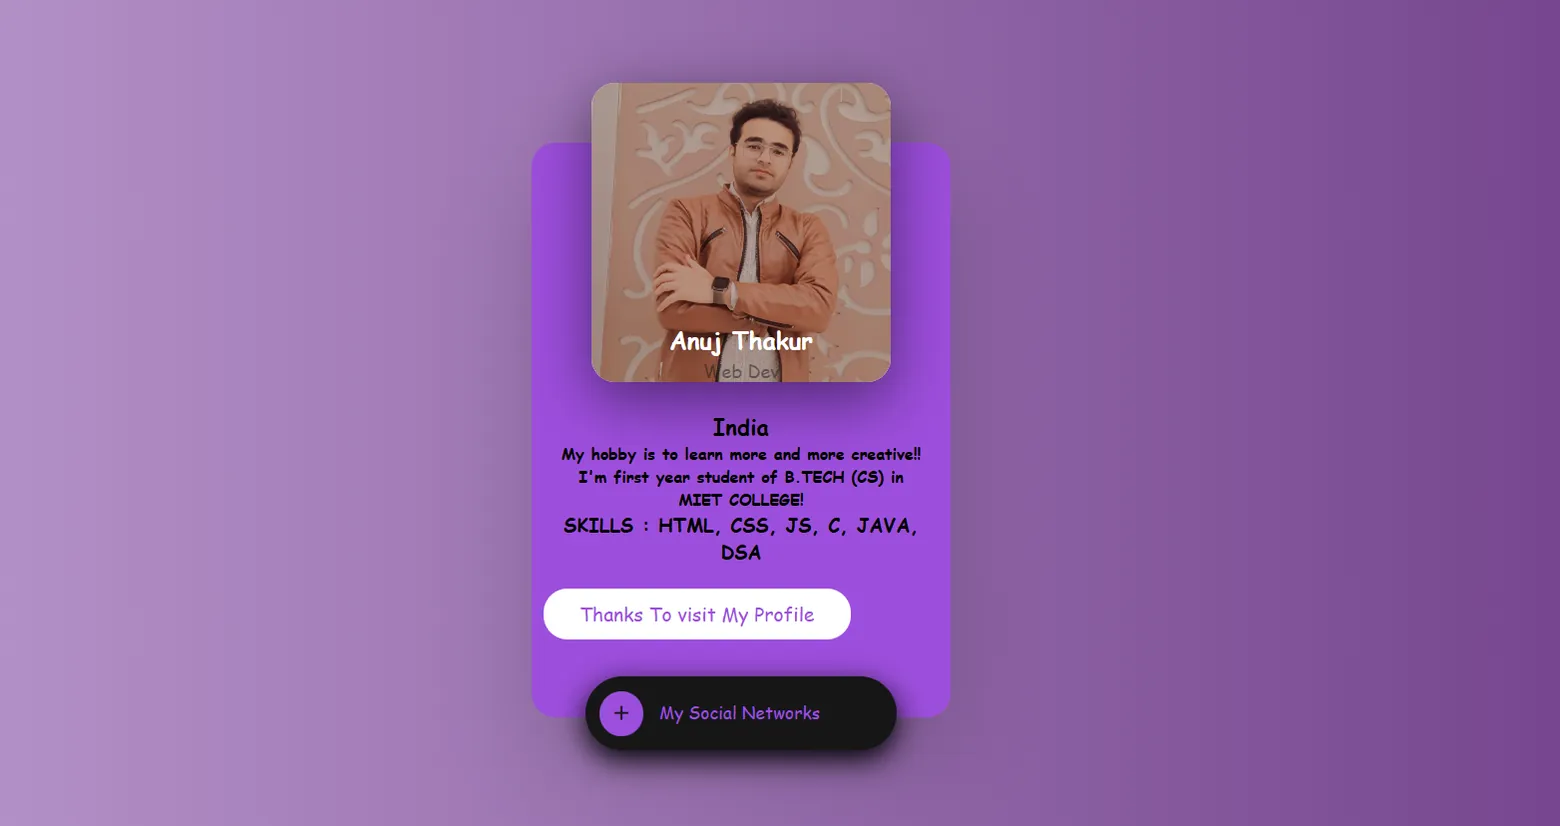 Anuj Thakur
Web Dev
India
My hobby is to learn more and more creative!!
I'm first year student of B.TECH (CS) in
MIET COLLEGE!
SKILLS : HTML, CSS, JS, C, JAVA,
DSA
Thanks To visit My Profile
+ My Social Networks